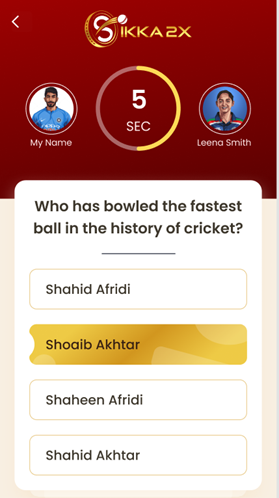 SIKKA2X
5
SEC
My Name
Leena Smith
Who has bowled the fastest
ball in the history of cricket?
Shahid Afridi
Shoaib Akhtar
Shaheen Afridi
Shahid Akhtar